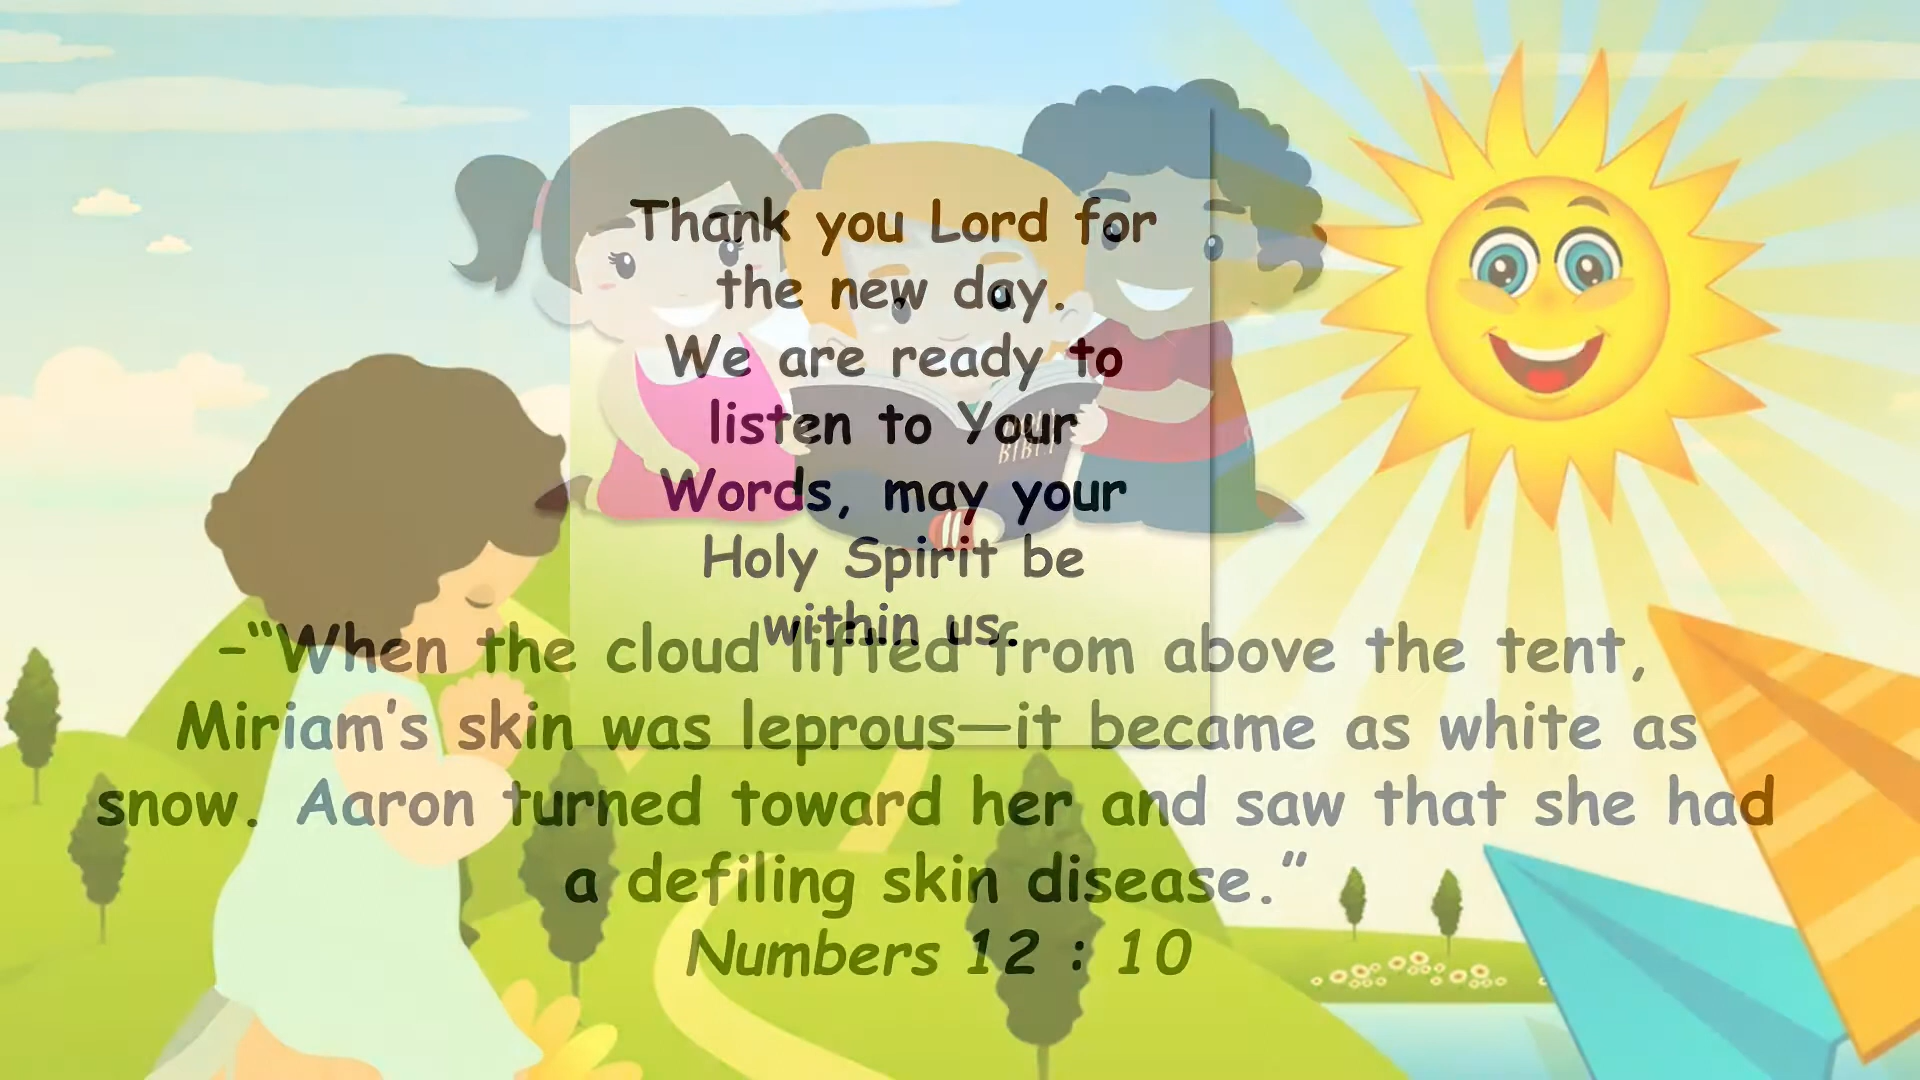 Thank you Lord for
the new day.
We are ready to
listen to Your
Words, may your
Holy Spirit be
within us.
-“When the cloud lifted from above the tent,
Miriam’s skin was leprous—it became as white as
snow. Aaron turned toward her and saw that she had
a defiling skin disease.”
Numbers 12 : 10
BIBLE